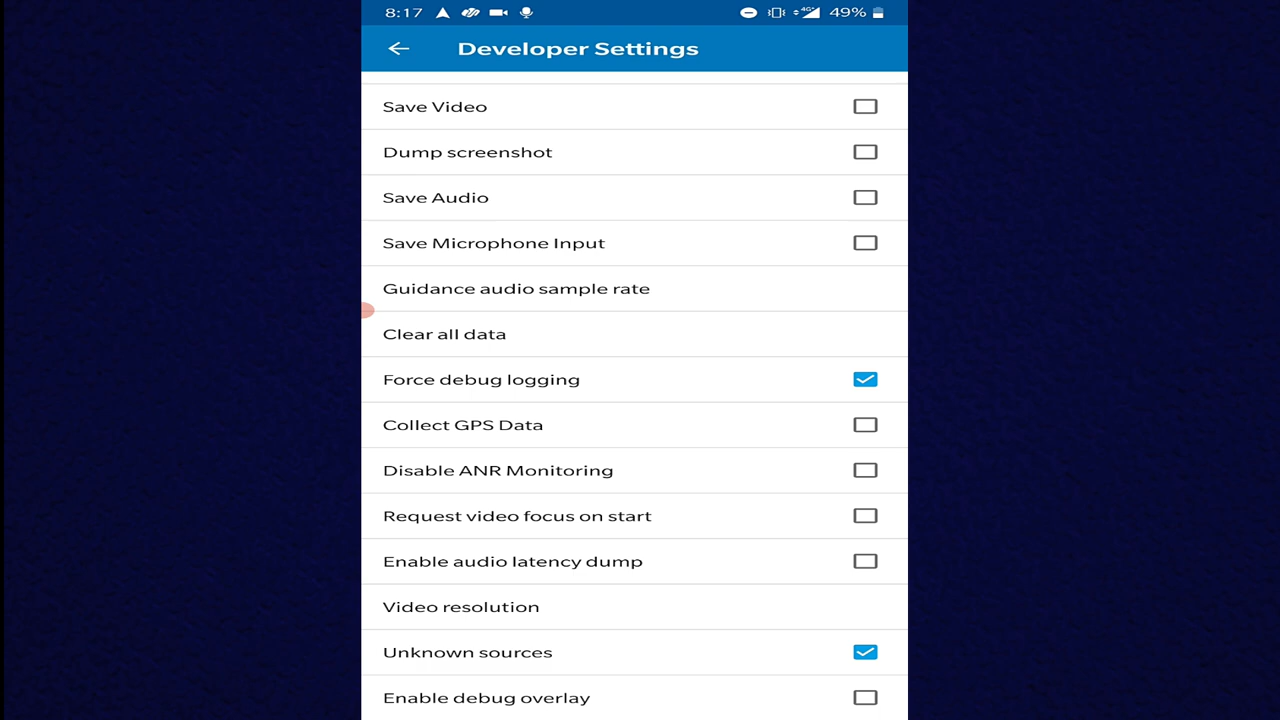 8:17 4G+ 49%
Developer Settings
Save Video
Dump screenshot
Save Audio
Save Microphone Input
Guidance audio sample rate
Clear all data
Force debug logging
Collect GPS Data
Disable ANR Monitoring
Request video focus on start
Enable audio latency dump
Video resolution
Unknown sources
Enable debug overlay